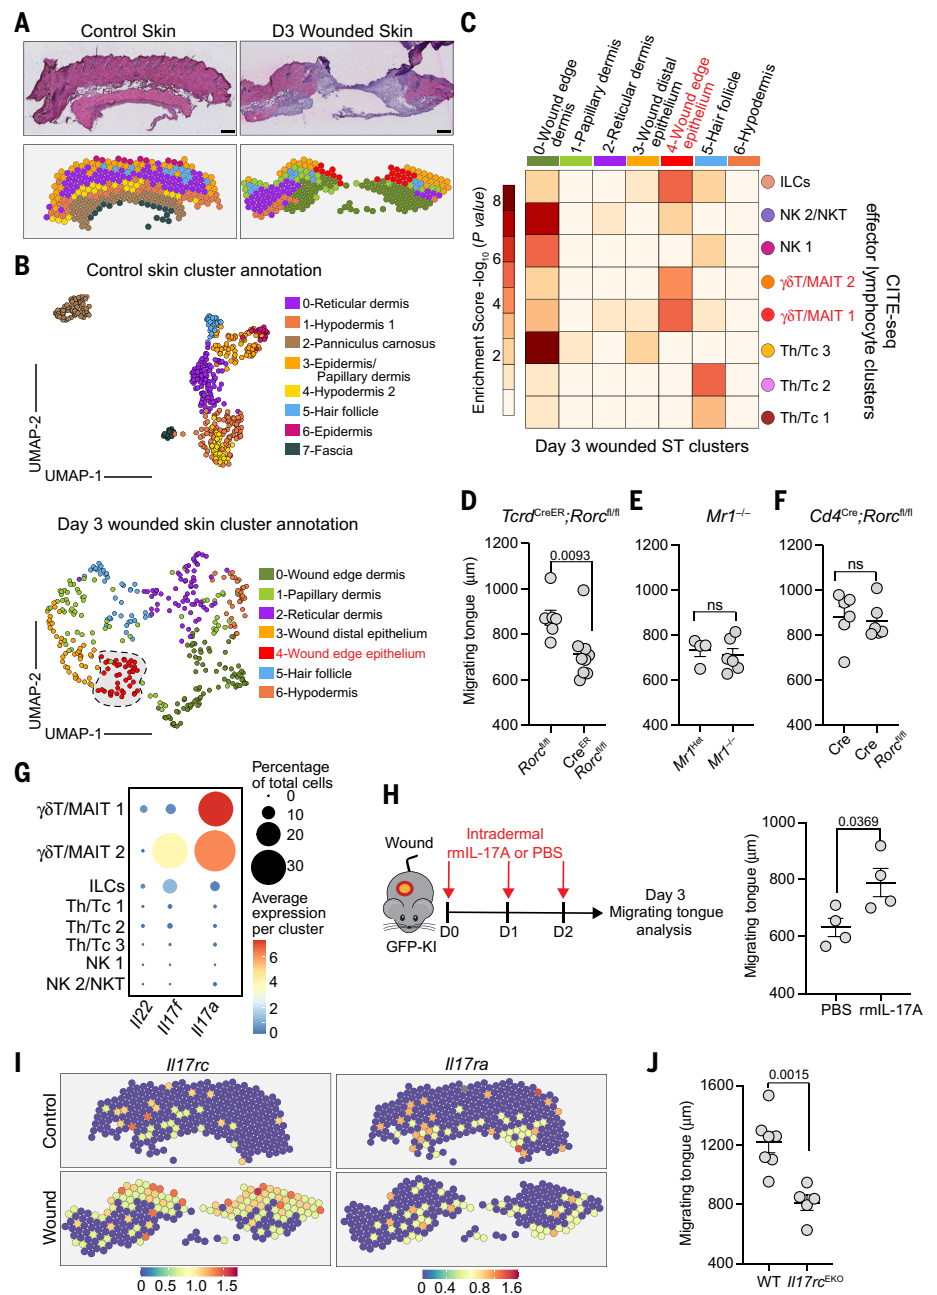 A
Control Skin
D3 Wounded Skin
B
Control skin cluster annotation
0-Reticular dermis
1-Hypodermis 1
2-Panniculus carnosus
3-Epidermis/
Papillary dermis
4-Hypodermis 2
5-Hair follicle
6-Epidermis
7-Fascia
UMAP-2
UMAP-1
Day 3 wounded skin cluster annotation
0-Wound edge dermis
1-Papillary dermis
2-Reticular dermis
3-Wound distal epithelium
4-Wound edge epithelium
5-Hair follicle
6-Hypodermis
UMAP-2
UMAP-1
C
0-Wound edge
dermis
1-Papillary dermis
2-Reticular dermis
3-Wound distal
epithelium
4-Wound edge
epithelium
5-Hair follicle
6-Hypodermis
Enrichment Score -log10 (P value)
8
6
4
2
ILCs
NK 2/NKT
NK 1
γδT/MAIT 2
γδT/MAIT 1
Th/Tc 3
Th/Tc 2
Th/Tc 1
CITE-seq
effector lymphocyte clusters
Day 3 wounded ST clusters
D
TcrdCreER;Rorcfl/fl
Migrating tongue (μm)
1200
1000
800
600
400
0.0093
Rorcfl/fl
CreER
Rorcfl/fl
E
Mr1–/–
1200
1000
800
600
400
ns
Mr1Het
Mr1–/–
F
Cd4Cre;Rorcfl/fl
1200
1000
800
600
400
ns
Cre
Cre
Rorcfl/fl
G
γδT/MAIT 1
γδT/MAIT 2
ILCs
Th/Tc 1
Th/Tc 2
Th/Tc 3
NK 1
NK 2/NKT
Il22
Il17f
Il17a
Percentage
of total cells
0
10
20
30
Average
expression
per cluster
6
4
2
0
H
Wound
Intradermal
rmIL-17A or PBS
GFP-KI
D0
D1
D2
Day 3
Migrating tongue
analysis
Migrating tongue (μm)
1000
800
600
400
0.0369
PBS
rmIL-17A
I
Il17rc
Il17ra
Control
Wound
0 0.5 1.0 1.5
0 0.4 0.8 1.6
J
Migrating tongue (μm)
1600
1200
800
400
0.0015
WT
Il17rcEKO